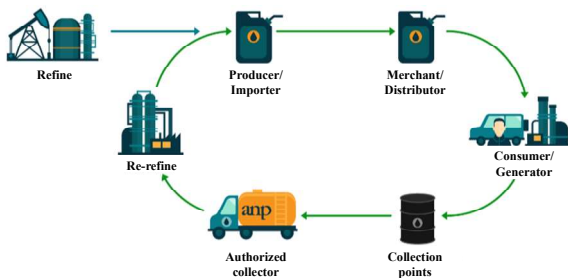 Refine
Producer/
Importer
Merchant/
Distributor
Consumer/
Generator
Re-refine
anp
Authorized
collector
Collection
points